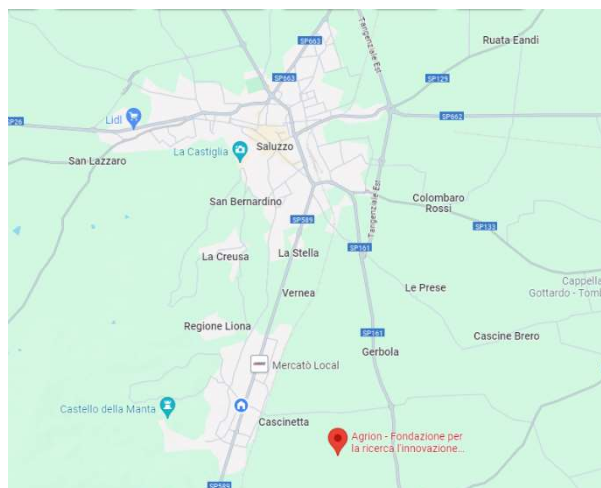 SP663
Ruata Eandi
Tangenziale Est
SP663
SP129
Lidl
SP26
SP662
La Castiglia
Saluzzo
San Lazzaro
San Bernardino
Colombaro
Rossi
SP589
Tangenziale Est
SP133
La Creusa
La Stella
SP161
Cappella
Gottardo - Tomb
Le Prese
Vernea
Regione Liona
SP161
Cascine Brero
Gerbola
Mercatò Local
Castello della Manta
Cascinetta
Agrion - Fondazione per
la ricerca l'innovazione...
SP589